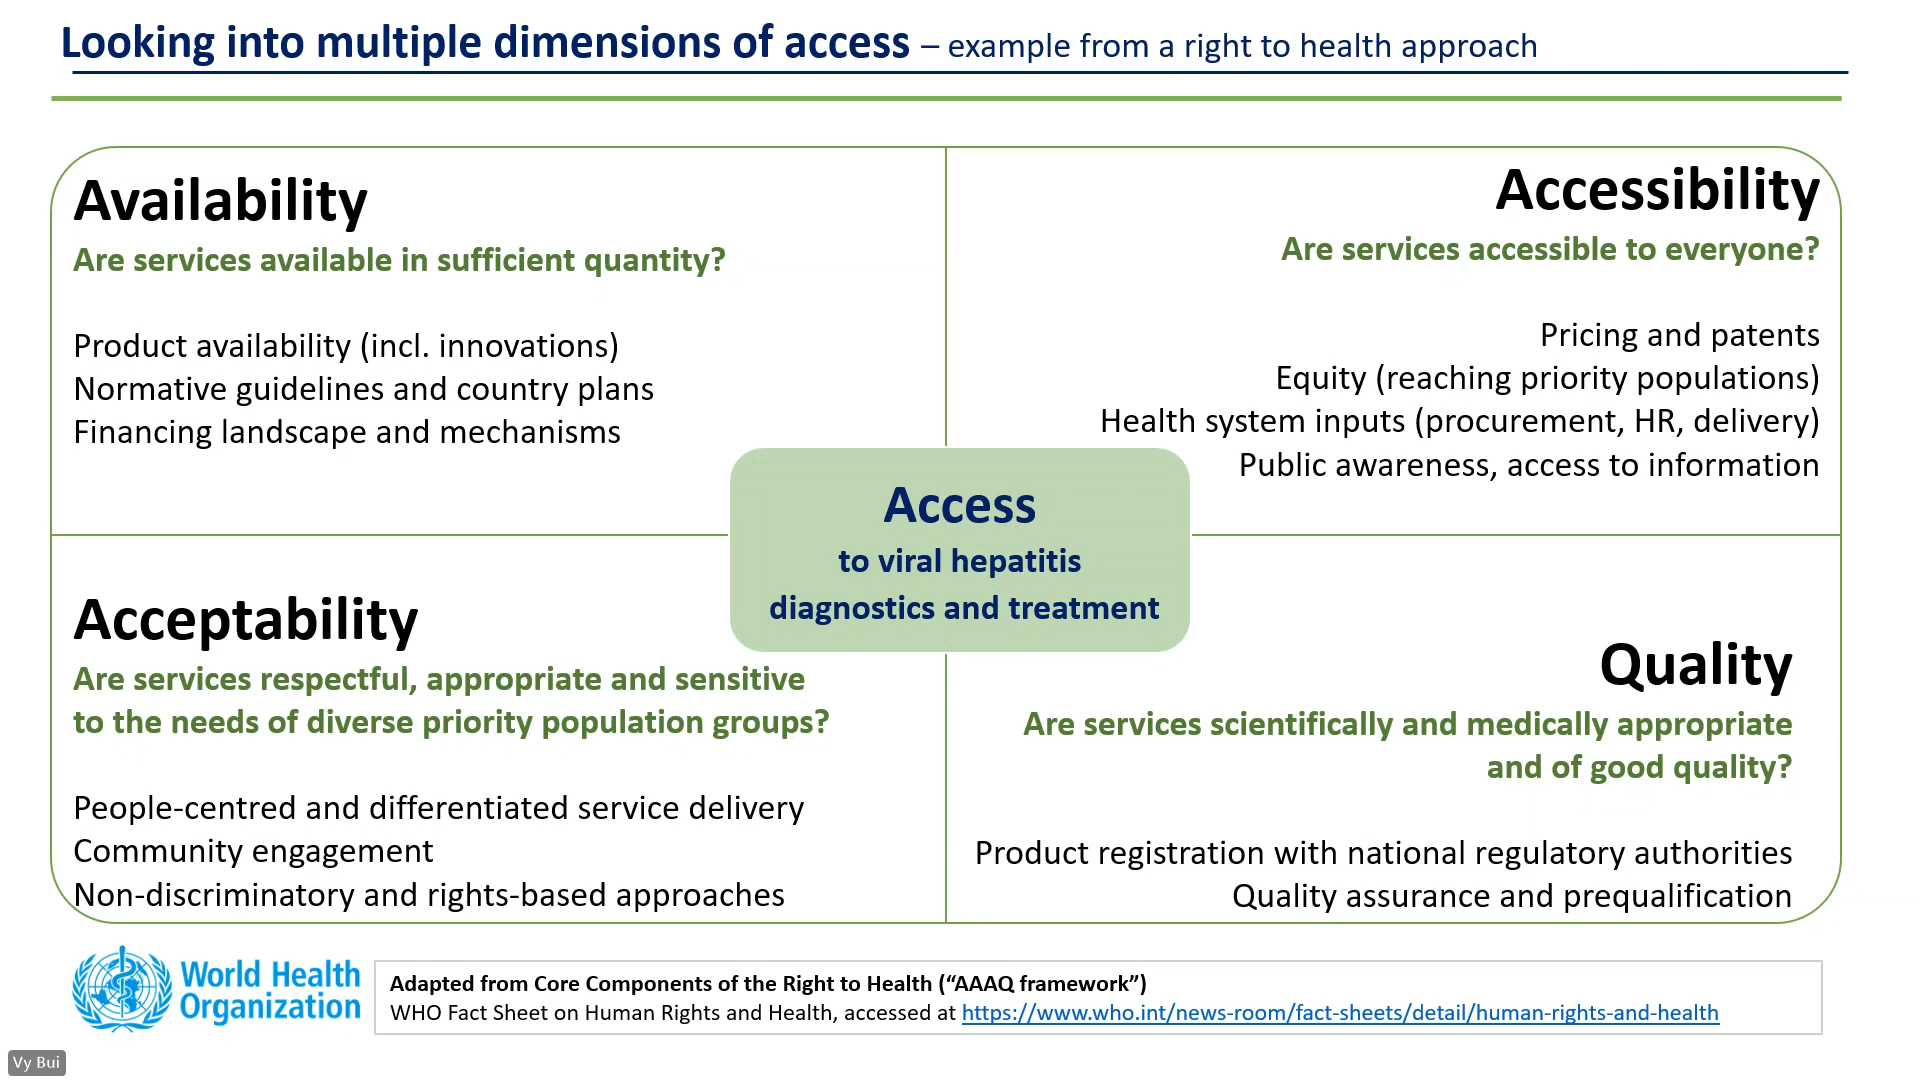 Looking into multiple dimensions of access – example from a right to health approach
Availability
Are services available in sufficient quantity?
Product availability (incl. innovations)
Normative guidelines and country plans
Financing landscape and mechanisms
Accessibility
Are services accessible to everyone?
Pricing and patents
Equity (reaching priority populations)
Health system inputs (procurement, HR, delivery)
Public awareness, access to information
Access
to viral hepatitis
diagnostics and treatment
Acceptability
Are services respectful, appropriate and sensitive
to the needs of diverse priority population groups?
People-centred and differentiated service delivery
Community engagement
Non-discriminatory and rights-based approaches
Quality
Are services scientifically and medically appropriate
and of good quality?
Product registration with national regulatory authorities
Quality assurance and prequalification
World Health
Organization
Adapted from Core Components of the Right to Health (“AAAQ framework”)
WHO Fact Sheet on Human Rights and Health, accessed at https://www.who.int/news-room/fact-sheets/detail/human-rights-and-health
Vy Bui